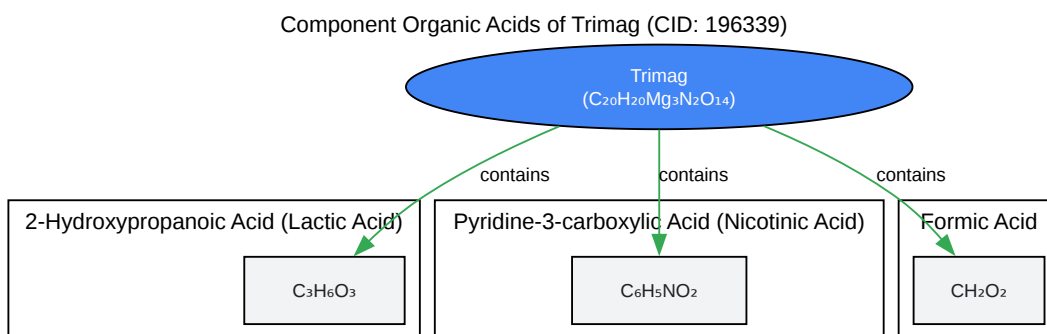 Component Organic Acids of Trimag (CID: 196339)
Trimag
(C₂₀H₂₀Mg₃N₂O₁₄)
contains
contains
contains
2-Hydroxypropanoic Acid (Lactic Acid)
Pyridine-3-carboxylic Acid (Nicotinic Acid)
Formic Acid
C₃H₆O₃
C₆H₅NO₂
CH₂O₂